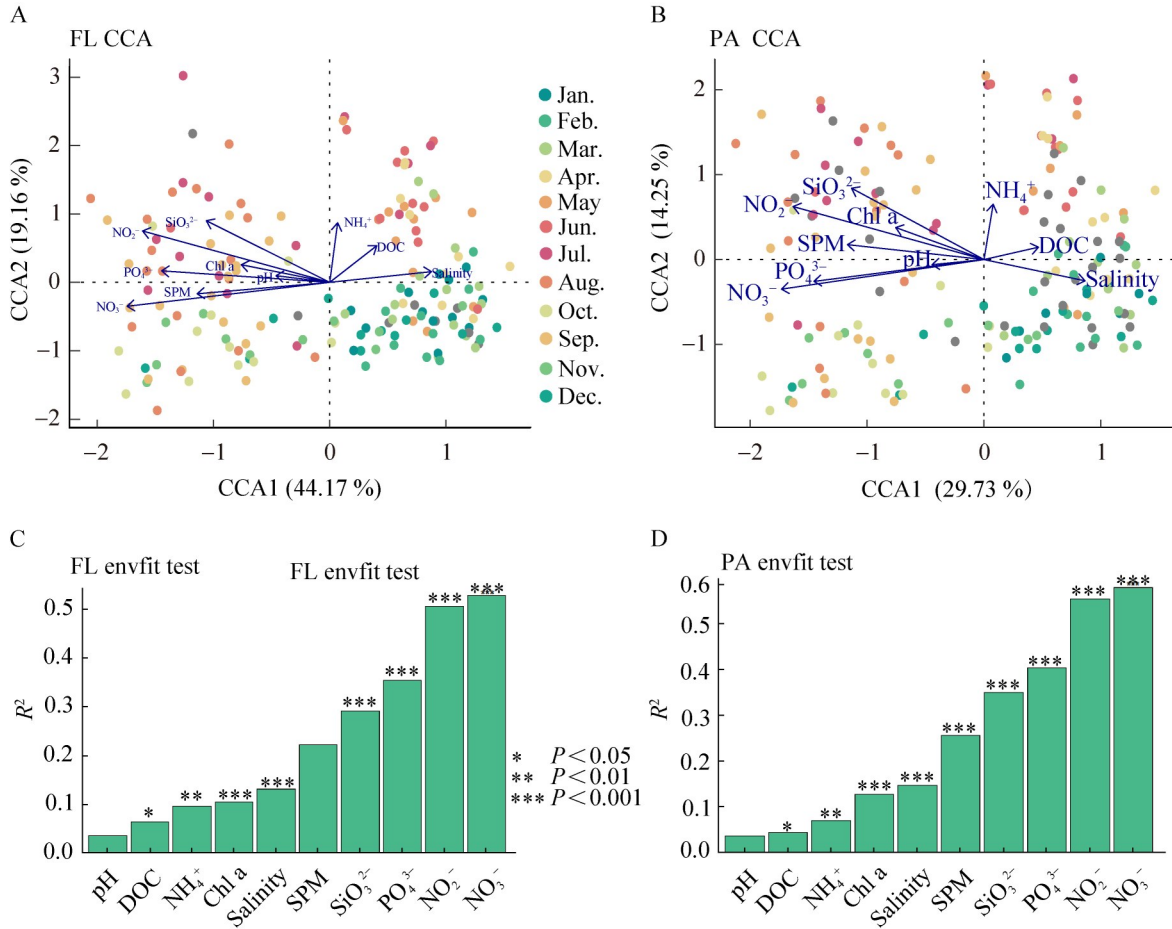 A
FL CCA
CCA2 (19.16 %)
3
2
1
0
−1
−2
SiO₃²⁻
NO₂⁻
PO₄³⁻
NO₃⁻
Chl a
pH
SPM
NH₄⁺
DOC
Salinity
−2 −1 0 1
CCA1 (44.17 %)
Jan.
Feb.
Mar.
Apr.
May
Jun.
Jul.
Aug.
Oct.
Sep.
Nov.
Dec.
B
PA CCA
CCA2 (14.25 %)
2
1
0
−1
SiO₃²⁻
NO₂⁻
Chl a
SPM
pH
PO₄³⁻
NO₃⁻
NH₄⁺
DOC
Salinity
−2 −1 0 1
CCA1 (29.73 %)
C
FL envfit test
FL envfit test
R²
0.5
0.4
0.3
0.2
0.1
0.0
* ** *** *** *** *** *** ***
pH DOC NH₄⁺ Chl a Salinity SPM SiO₃²⁻ PO₄³⁻ NO₂⁻ NO₃⁻
* P<0.05
** P<0.01
*** P<0.001
D
PA envfit test
R²
0.6
0.5
0.4
0.3
0.2
0.1
0.0
* ** *** *** *** *** *** *** ***
pH DOC NH₄⁺ Chl a Salinity SPM SiO₃²⁻ PO₄³⁻ NO₂⁻ NO₃⁻